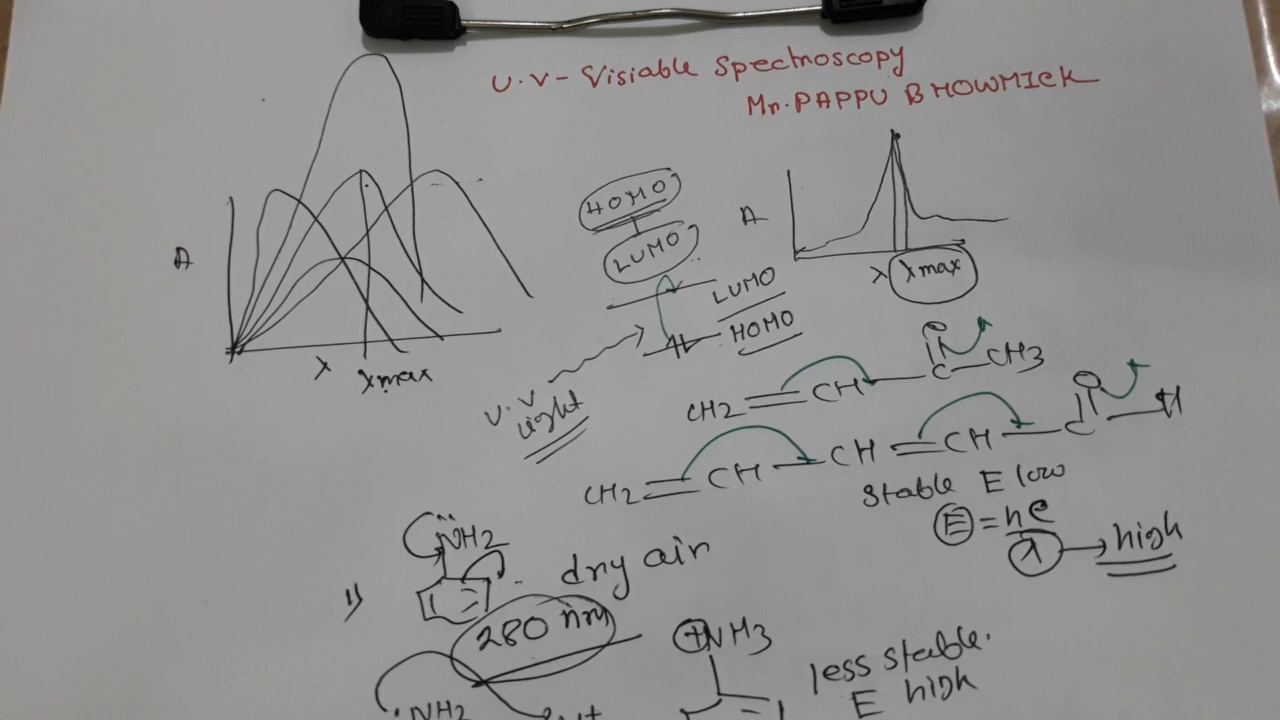 U.V - Visiable Spectroscopy
Mr. PAPPU BHOWMICK
A
λ
λmax
HOMO
LUMO
LUMO
HOMO
U.V
Light
A
λ
λmax
CH2 = CH — C — CH3
O
CH2 = CH — CH = CH — C — H
O
Stable E low
E = hc
λ → high
1)
NH2
dry air
280 nm
NH2
H+
+NH3
less stable.
E high